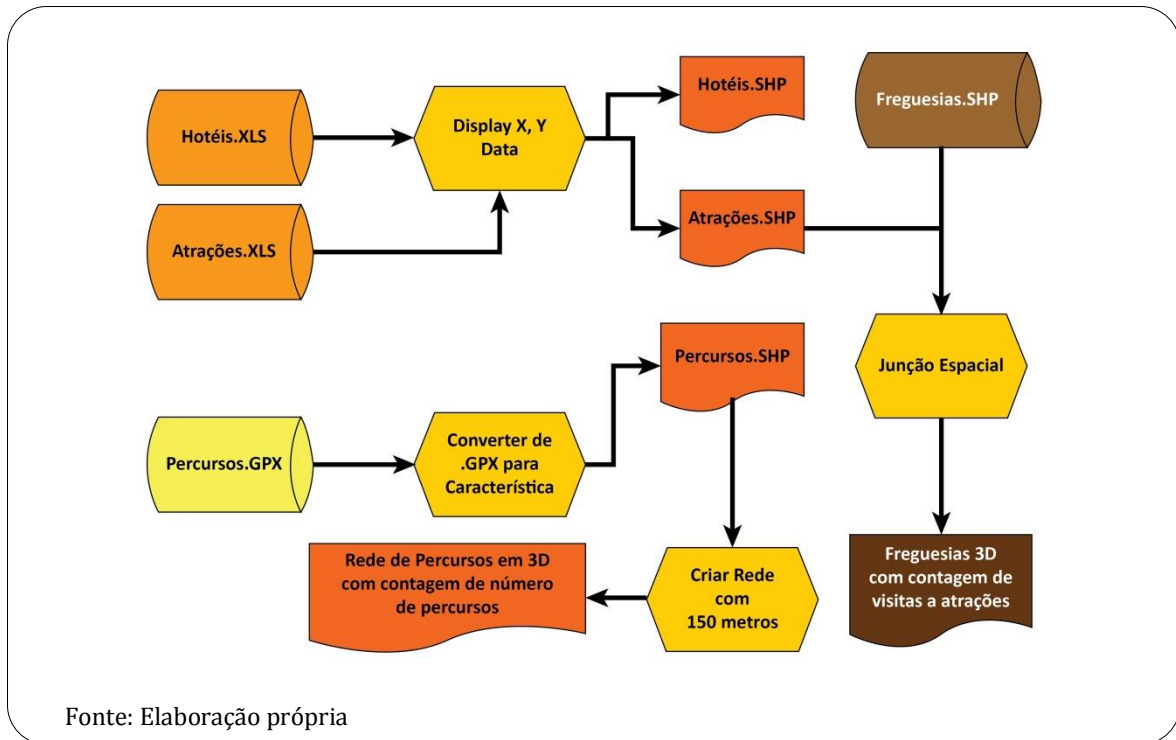 Hotéis.XLS
Display X, Y
Data
Hotéis.SHP
Freguesias.SHP
Atrações.XLS
Atrações.SHP
Percursos.SHP
Junção Espacial
Percursos.GPX
Converter de
.GPX para
Característica
Rede de Percursos em 3D
com contagem de número
de percursos
Criar Rede
com
150 metros
Freguesias 3D
com contagem de
visitas a atrações
Fonte: Elaboração própria